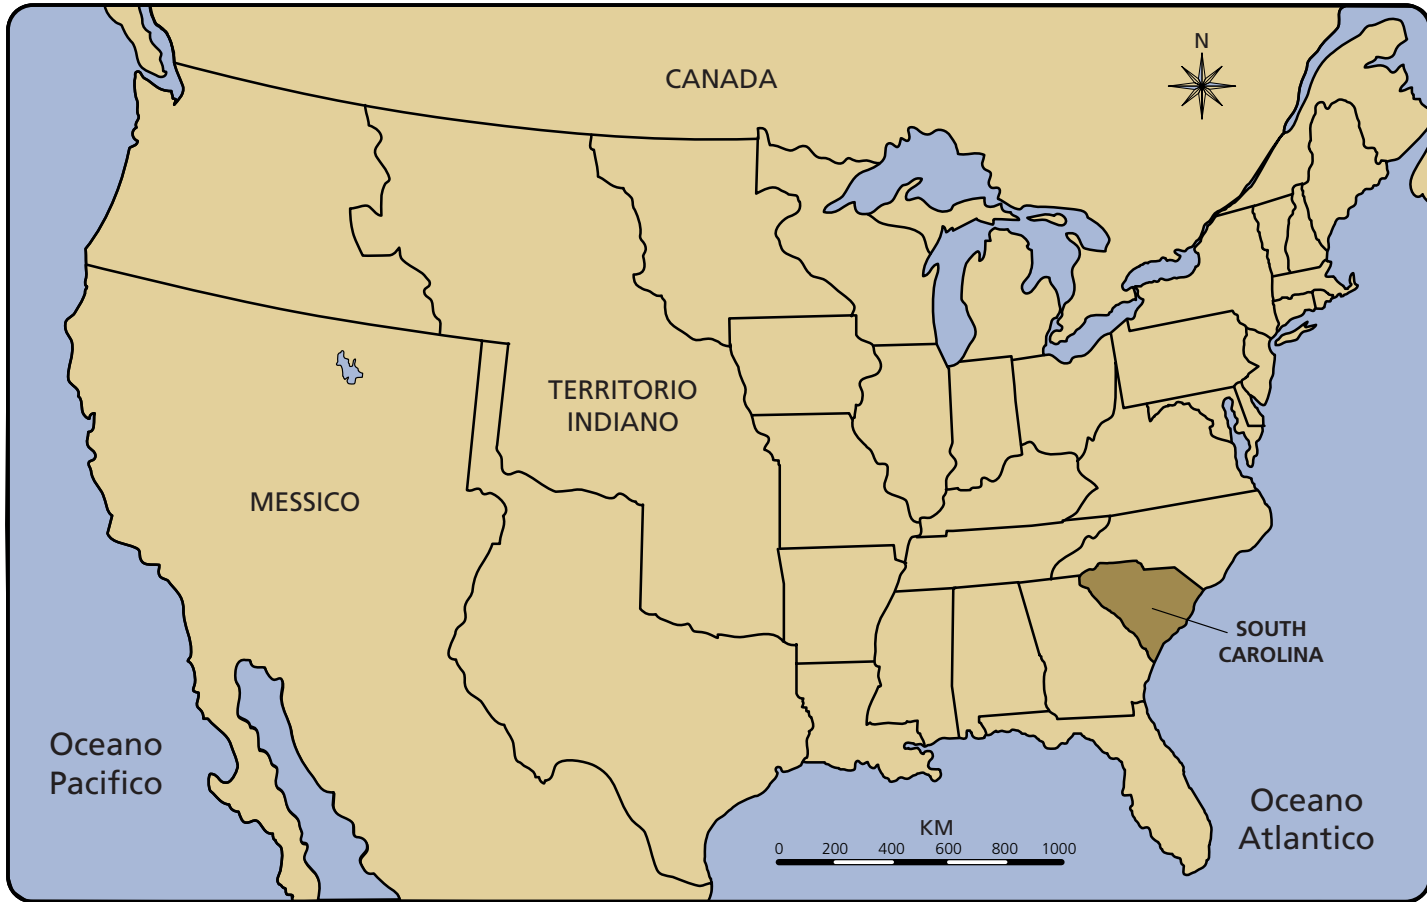 N
CANADA
TERRITORIO
INDIANO
MESSICO
SOUTH
CAROLINA
Oceano
Pacifico
Oceano
Atlantico
KM
0 200 400 600 800 1000